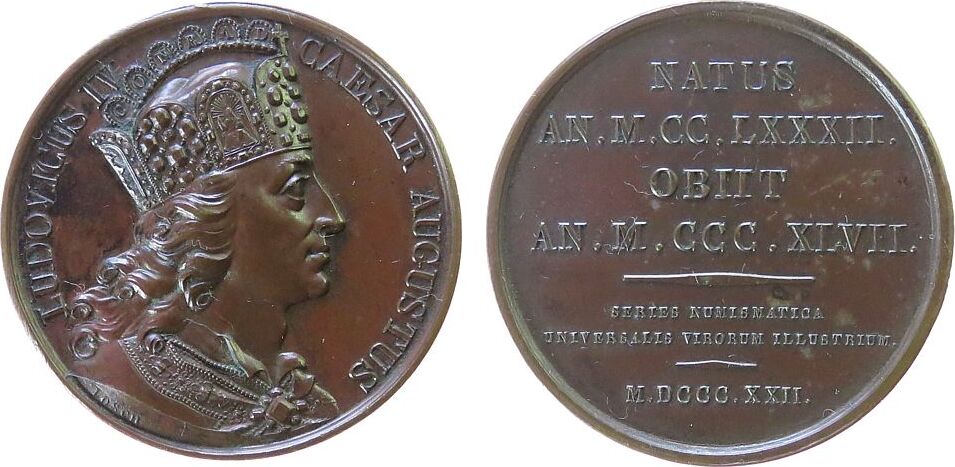 LUDOVICUS IV CAESAR AUGUSTUS
NATUS
AN. M. CC. LXXXII.
OBIIT
AN. M. CCC. XLVII.
SERIES NUMISMATICA
UNIVERSALIS VIRORUM ILLUSTRIUM.
M. DCCC. XXII.